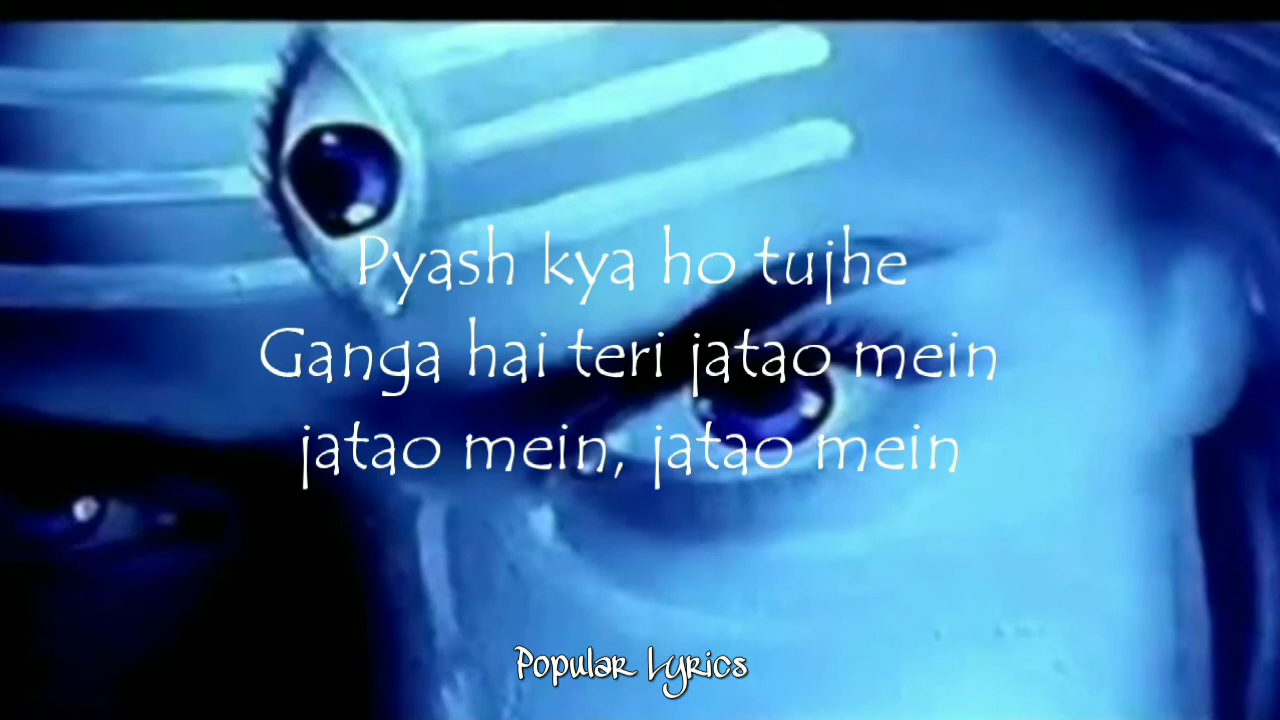 Pyash kya ho tujhe
Ganga hai teri jatao mein
jatao mein, jatao mein
Popular Lyrics